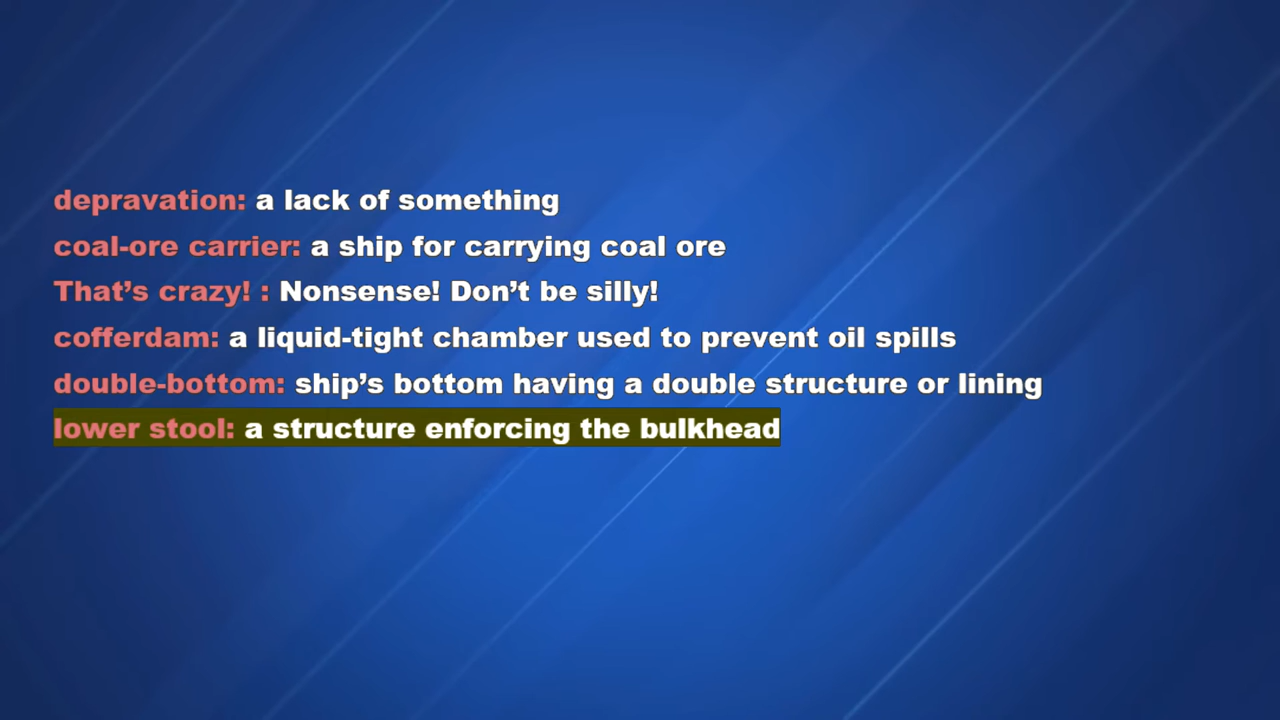 depravation: a lack of something
coal-ore carrier: a ship for carrying coal ore
That’s crazy! : Nonsense! Don’t be silly!
cofferdam: a liquid-tight chamber used to prevent oil spills
double-bottom: ship’s bottom having a double structure or lining
lower stool: a structure enforcing the bulkhead